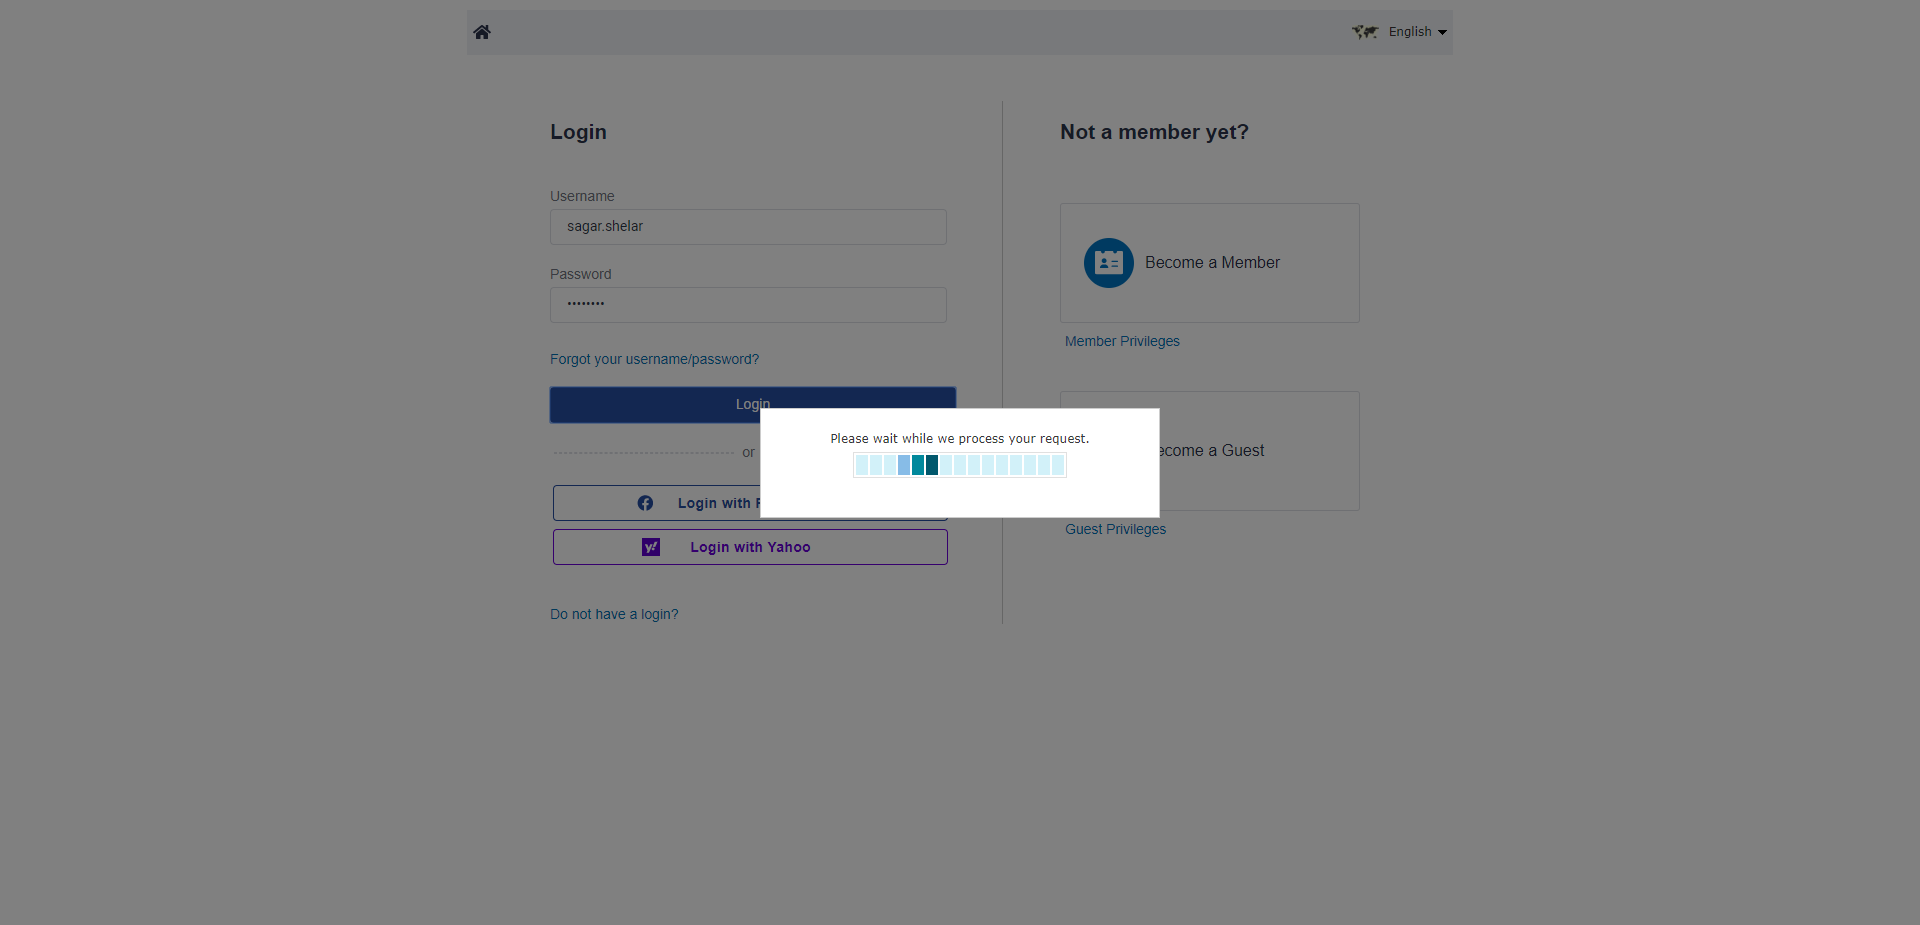 English
Login
Not a member yet?
Username
sagar.shelar
Become a Member
Password
••••••••
Member Privileges
Forgot your username/password?
Login
Please wait while we process your request.
or
ecome a Guest
Login with
Guest Privileges
y!
Login with Yahoo
Do not have a login?